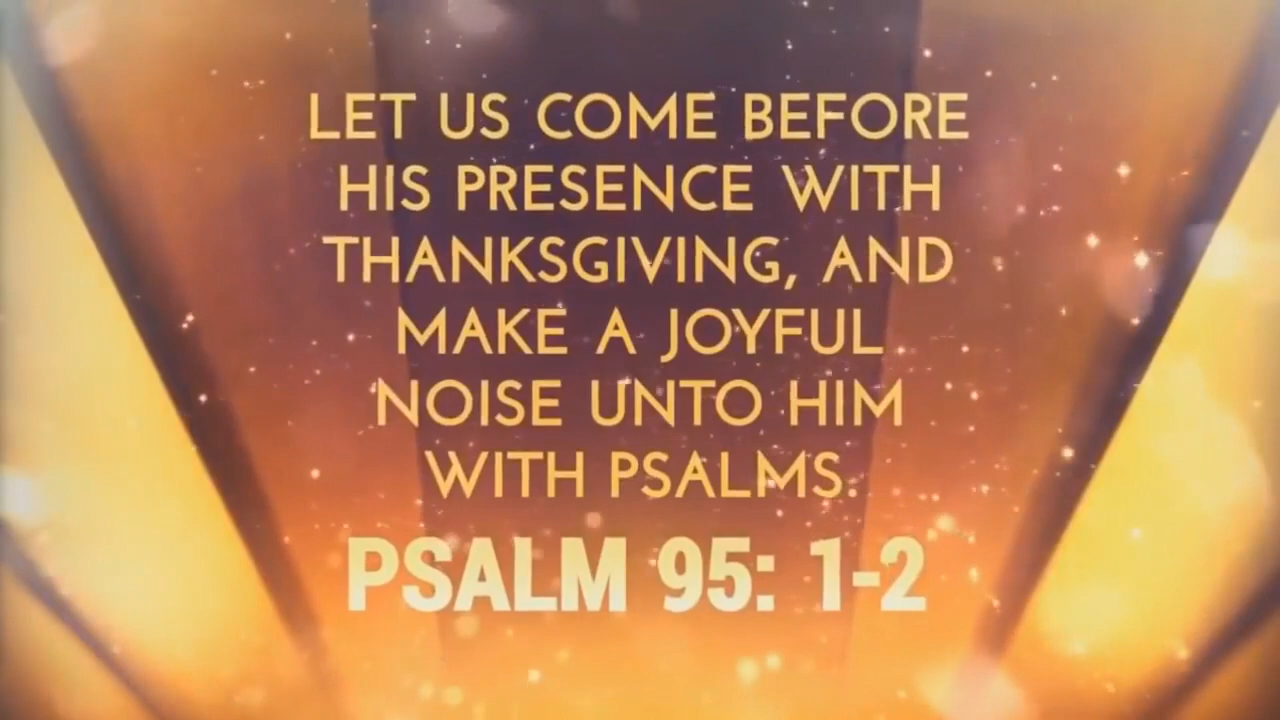 LET US COME BEFORE
HIS PRESENCE WITH
THANKSGIVING, AND
MAKE A JOYFUL
NOISE UNTO HIM
WITH PSALMS.
PSALM 95: 1-2